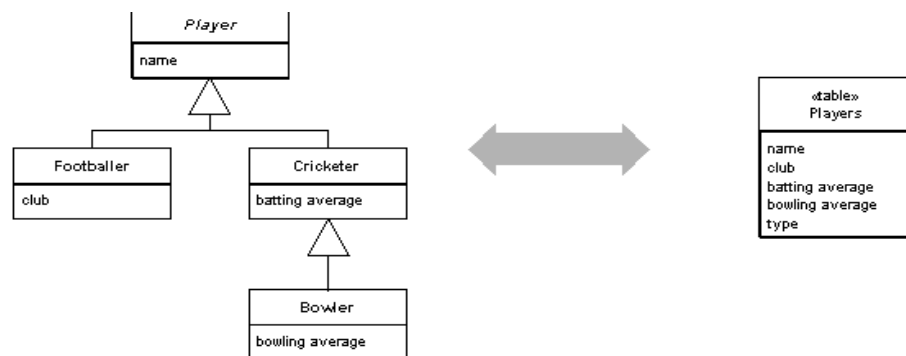 Player
name
Footballer
club
Cricketer
batting average
Bowler
bowling average
«table»
Players
name
club
batting average
bowling average
type